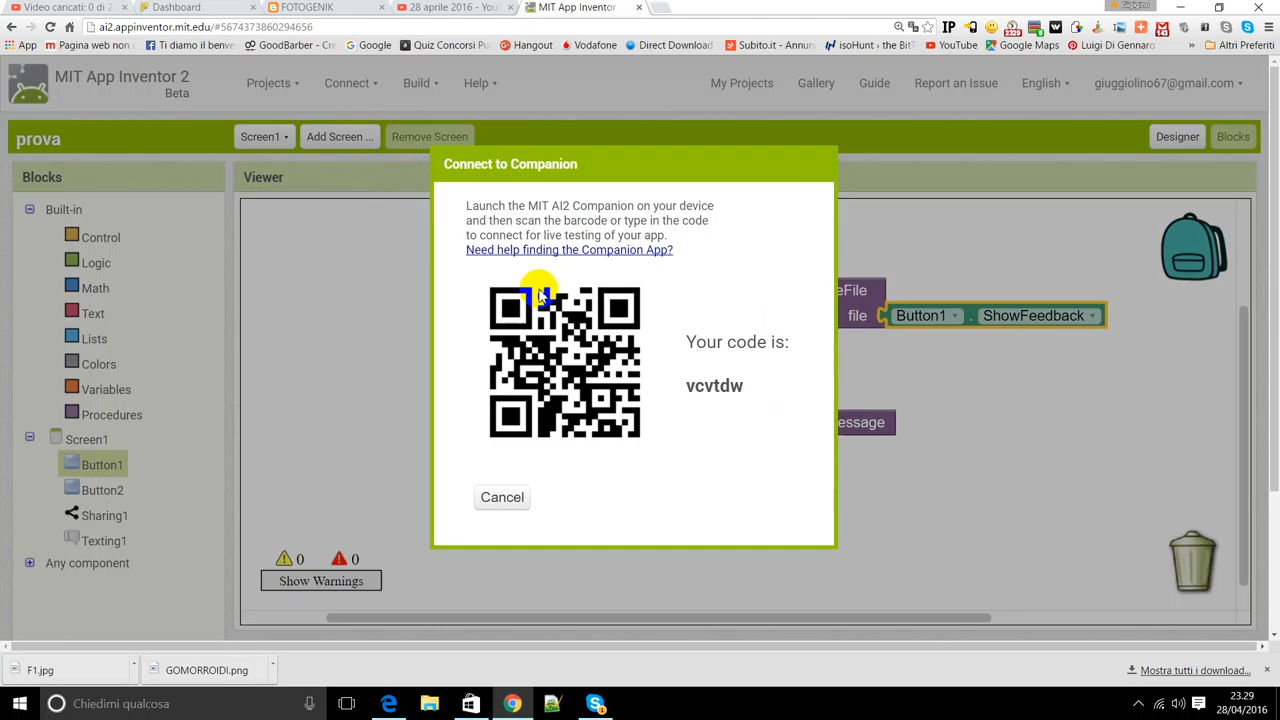 Video caricati: 0 di 2
Dashboard
FOTOGENIK
28 aprile 2016 - YouT
MIT App Inventor
ai2.appinventor.mit.edu/#5674373860294656
IP
2329
143
App
Pagina web non c
Ti diamo il benve
GoodBarber
Google
Quiz Concorsi Pu
Hangout
Vodafone
Direct Download
Subito.it - Annun
isoHunt › the BitT
YouTube
Google Maps
Luigi Di Gennaro
Altri Preferiti
MIT App Inventor 2
Beta
Projects
Connect
Build
Help
My Projects
Gallery
Guide
Report an Issue
English
giuggiolino67@gmail.com
prova
Screen1
Add Screen ...
Remove Screen
Designer
Blocks
Blocks
Viewer
Connect to Companion
Launch the MIT AI2 Companion on your device
and then scan the barcode or type in the code
to connect for live testing of your app.
Need help finding the Companion App?
Your code is:
vcvtdw
Cancel
Built-in
Control
Logic
Math
Text
Lists
Colors
Variables
Procedures
Screen1
Button1
Button2
Sharing1
Texting1
Any component
eFile
file
Button1 . ShowFeedback
essage
0
0
Show Warnings
F1.jpg
GOMORROIDI.png
Mostra tutti i download...
Chiedimi qualcosa
23.29
28/04/2016